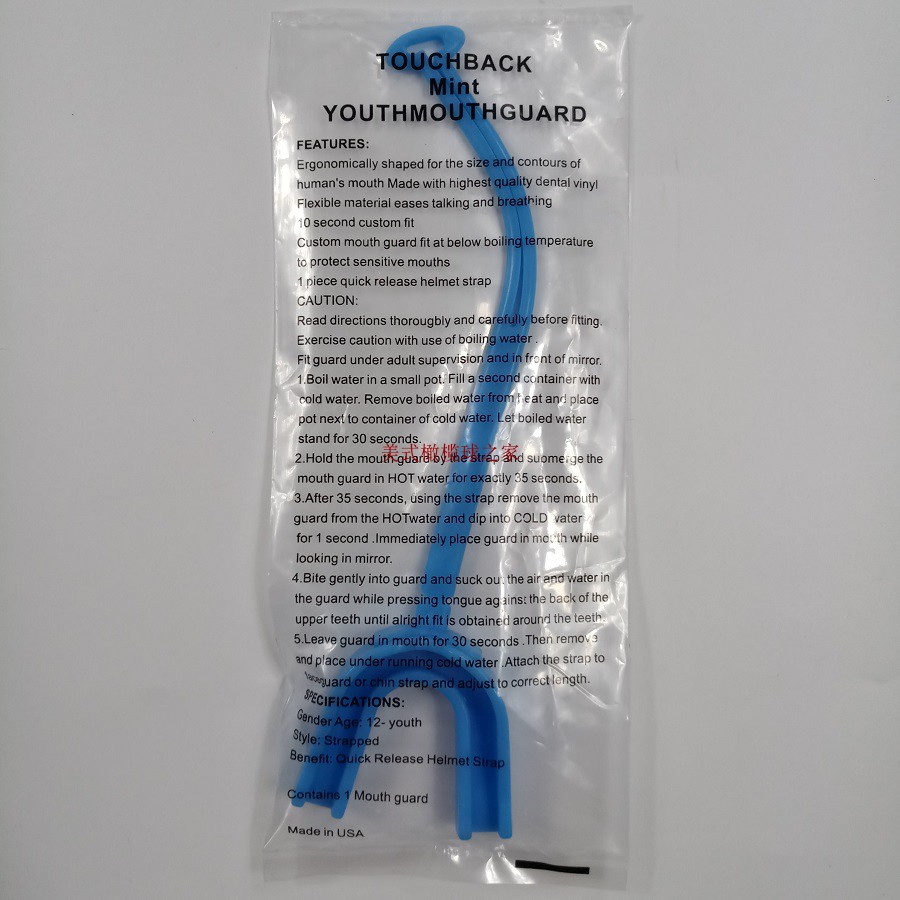 TOUCHBACK
Mint
YOUTHMOUTHGUARD
FEATURES:
Ergonomically shaped for the size and contours of
human's mouth Made with highest quality dental vinyl
Flexible material eases talking and breathing
10 second custom fit
Custom mouth guard fit at below boiling temperature
to protect sensitive mouths
1 piece quick release helmet strap
CAUTION:
Read directions thorougbly and carefully before fitting.
Exercise caution with use of boiling water .
Fit guard under adult supervision and in front of mirror.
1.Boil water in a small pot. Fill a second container with
cold water. Remove boiled water from heat and place
pot next to container of cold water. Let boiled water
stand for 30 seconds.
美式橄榄球之家
2.Hold the mouth guard by the strap and submerge the
mouth guard in HOT water for exactly 35 seconds.
3.After 35 seconds, using the strap remove the mouth
guard from the HOTwater and dip into COLD water
for 1 second .Immediately place guard in mouth while
looking in mirror.
4.Bite gently into guard and suck out the air and water in
the guard while pressing tongue against the back of the
upper teeth until alright fit is obtained around the teeth.
5.Leave guard in mouth for 30 seconds .Then remove
and place under running cold water .Attach the strap to
guard or chin strap and adjust to correct length.
SPECIFICATIONS:
Gender Age: 12- youth
Style: Strapped
Benefit: Quick Release Helmet Strap
Contains 1 Mouth guard
Made in USA